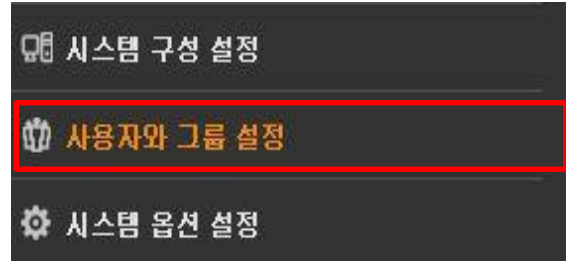 시스템 구성 설정
사용자와 그룹 설정
시스템 옵션 설정